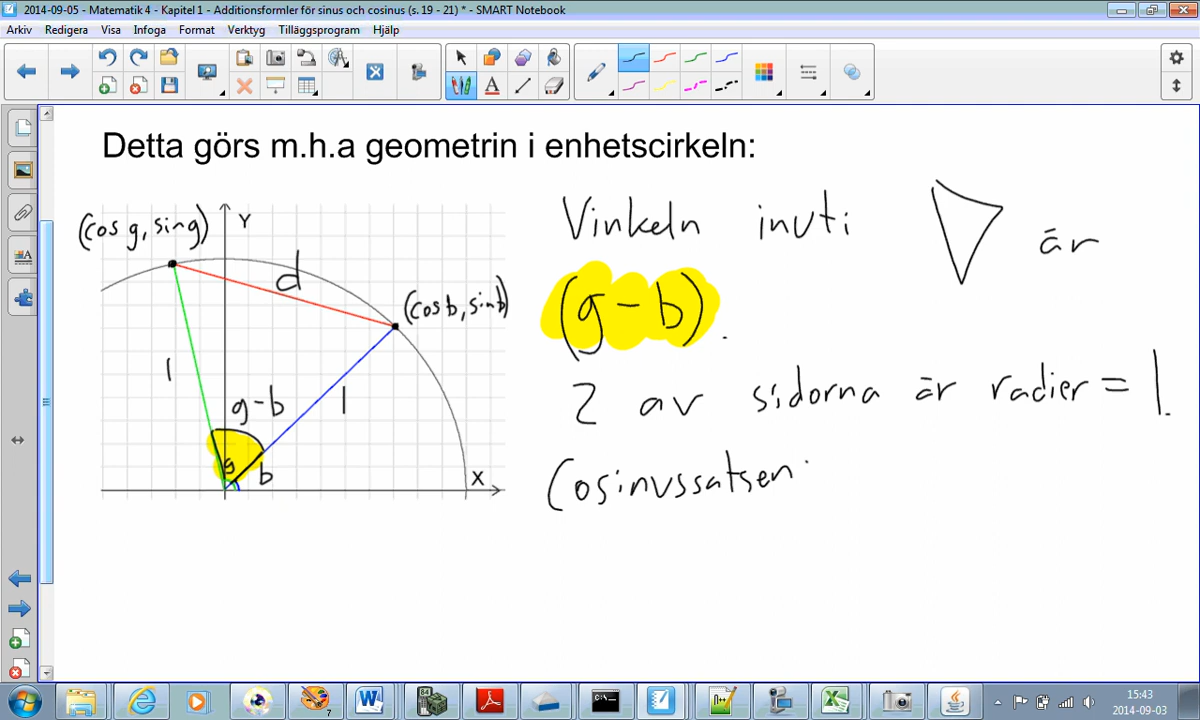 2014-09-05 - Matematik 4 - Kapitel 1 - Additionsformler för sinus och cosinus (s. 19 - 21) * - SMART Notebook
Arkiv Redigera Visa Infoga Format Verktyg Tilläggsprogram Hjälp
Detta görs m.h.a geometrin i enhetscirkeln:
(cos g, sin g)
Y
d
(cos b, sin b)
1
1
g-b
g
b
X
Vinkeln inuti är
(g-b).
2 av sidorna är radier = 1.
Cosinussatsen:
15:43
2014-09-03